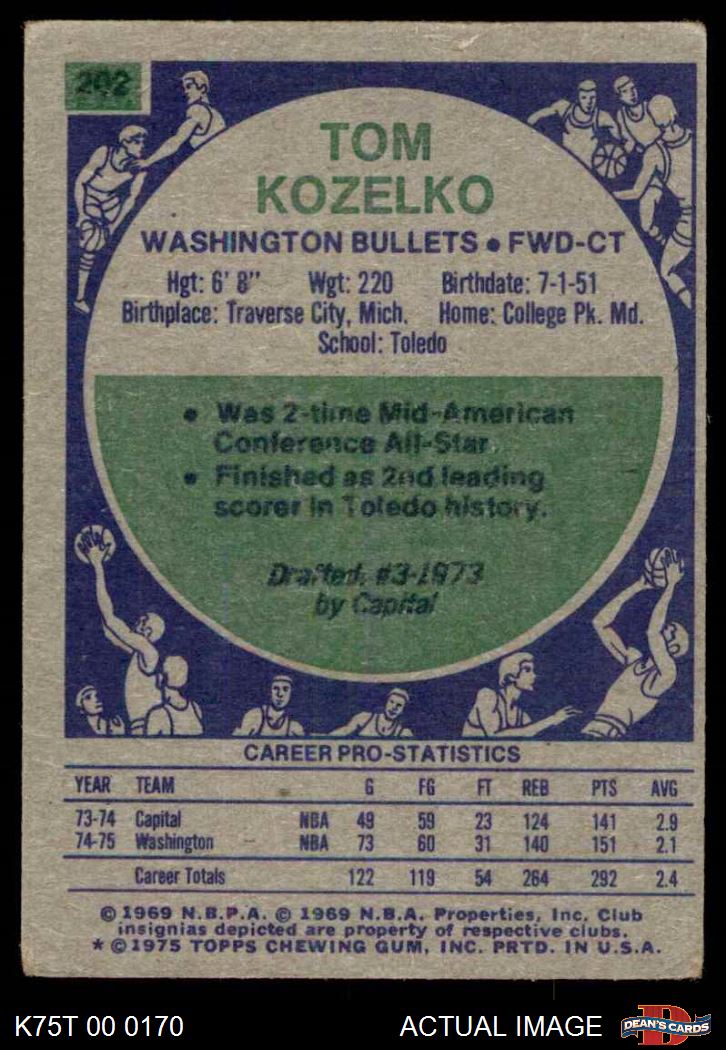 202
TOM
KOZELKO
WASHINGTON BULLETS • FWD-CT
Hgt: 6' 8" Wgt: 220 Birthdate: 7-1-51
Birthplace: Traverse City, Mich. Home: College Pk. Md.
School: Toledo
• Was 2-time Mid-American
Conference All-Star.
• Finished as 2nd leading
scorer in Toledo history.
Drafted, #3-1973
by Capital
CAREER PRO-STATISTICS
YEAR TEAM G FG FT REB PTS AVG
73-74 Capital NBA 49 59 23 124 141 2.9
74-75 Washington NBA 73 60 31 140 151 2.1
Career Totals 122 119 54 264 292 2.4
© 1969 N.B.P.A. © 1969 N.B.A. Properties, Inc. Club
insignias depicted are property of respective clubs.
* © 1975 TOPPS CHEWING GUM, INC. PRTD. IN U.S.A.
K75T 00 0170 ACTUAL IMAGE D DEAN'S CARDS